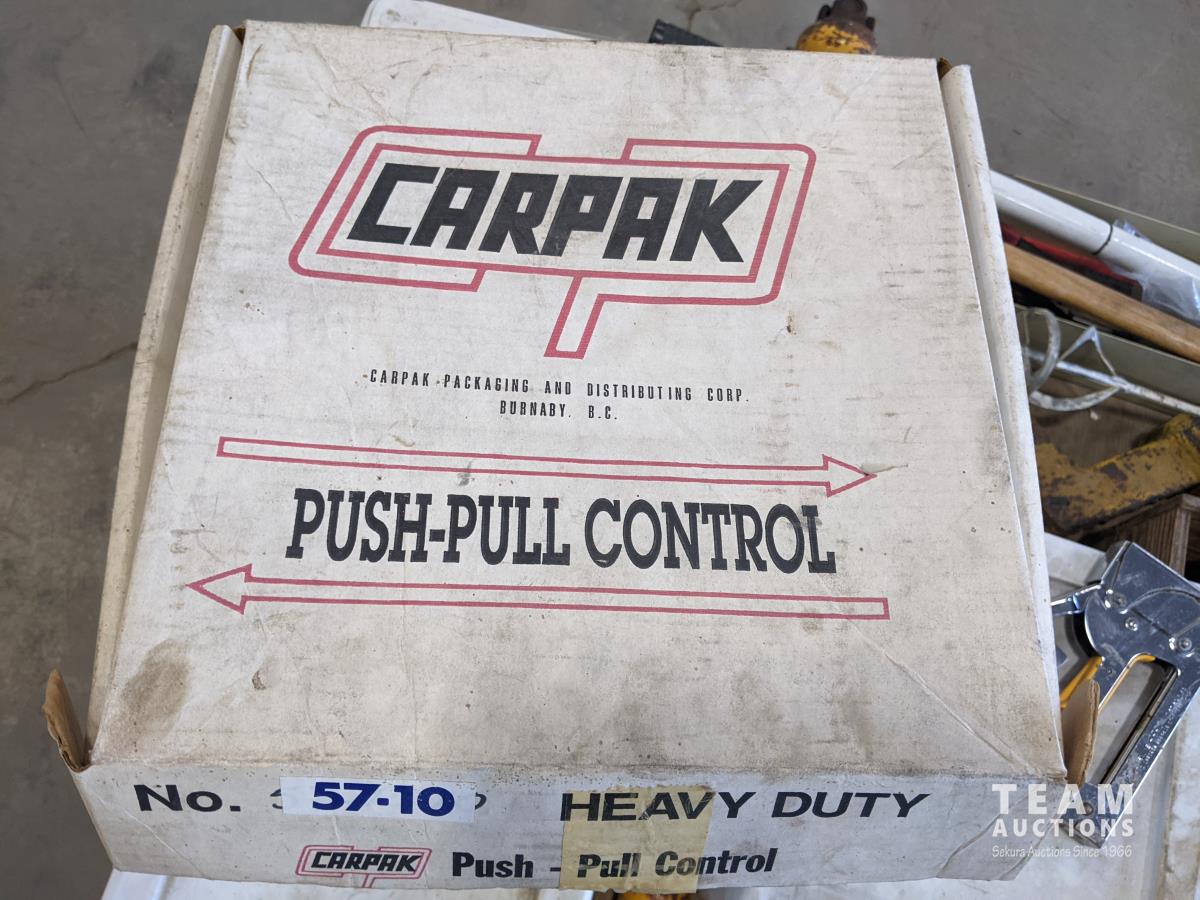 CARPAK
CARPAK PACKAGING AND DISTRIBUTING CORP.
BURNABY. B.C.
PUSH-PULL CONTROL
No. 57-10 HEAVY DUTY
CARPAK Push - Pull Control
TEAM
AUCTIONS
Sekura Auctions Since 1966